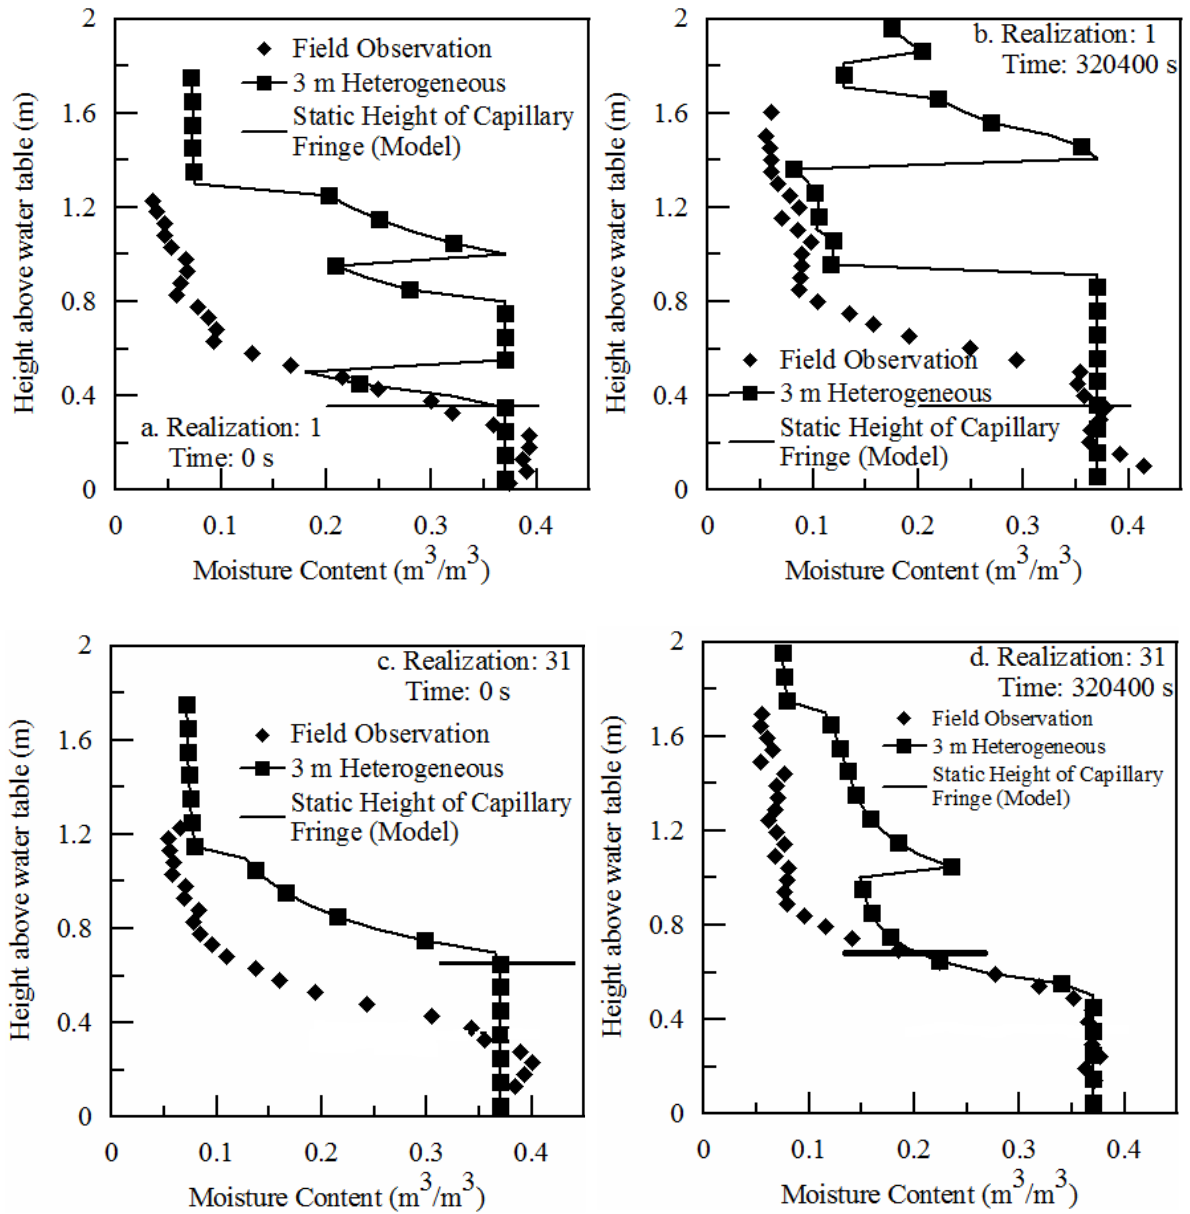 2
1.6
1.2
0.8
0.4
0
Height above water table (m)
Field Observation
3 m Heterogeneous
Static Height of Capillary
Fringe (Model)
a. Realization: 1
Time: 0 s
0 0.1 0.2 0.3 0.4
Moisture Content (m³/m³)
2
1.6
1.2
0.8
0.4
0
Height above water table (m)
b. Realization: 1
Time: 320400 s
Field Observation
3 m Heterogeneous
Static Height of Capillary
Fringe (Model)
0 0.1 0.2 0.3 0.4
Moisture Content (m³/m³)
2
1.6
1.2
0.8
0.4
0
Height above water table (m)
c. Realization: 31
Time: 0 s
Field Observation
3 m Heterogeneous
Static Height of Capillary
Fringe (Model)
0 0.1 0.2 0.3 0.4
Moisture Content (m³/m³)
2
1.6
1.2
0.8
0.4
0
Height above water table (m)
d. Realization: 31
Time: 320400 s
Field Observation
3 m Heterogeneous
Static Height of Capillary
Fringe (Model)
0 0.1 0.2 0.3 0.4
Moisture Content (m³/m³)